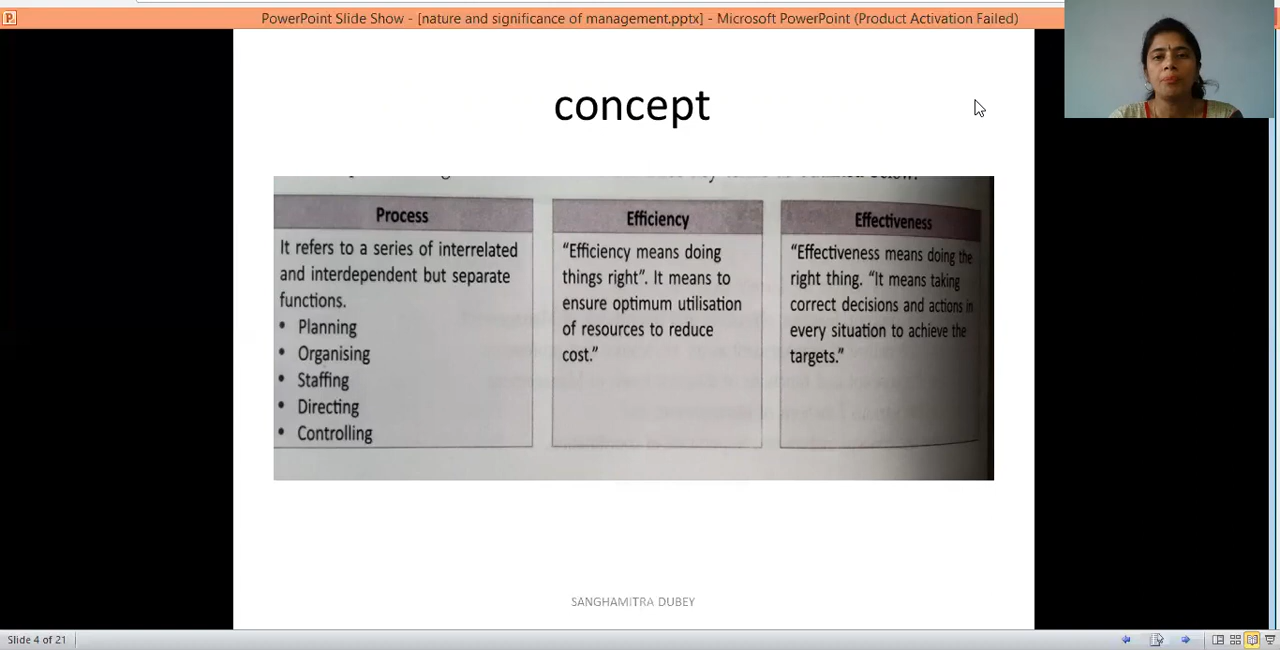 PowerPoint Slide Show - [nature and significance of management.pptx] - Microsoft PowerPoint (Product Activation Failed)
concept
below.
Process
It refers to a series of interrelated
and interdependent but separate
functions.
• Planning
• Organising
• Staffing
• Directing
• Controlling
Efficiency
“Efficiency means doing
things right”. It means to
ensure optimum utilisation
of resources to reduce
cost.”
Effectiveness
“Effectiveness means doing the
right thing. “It means taking
correct decisions and actions in
every situation to achieve the
targets.”
SANGHAMITRA DUBEY
Slide 4 of 21